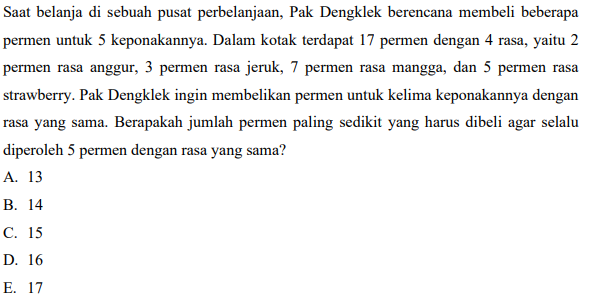 Saat belanja di sebuah pusat perbelanjaan, Pak Dengklek berencana membeli beberapa
permen untuk 5 keponakannya. Dalam kotak terdapat 17 permen dengan 4 rasa, yaitu 2
permen rasa anggur, 3 permen rasa jeruk, 7 permen rasa mangga, dan 5 permen rasa
strawberry. Pak Dengklek ingin membelikan permen untuk kelima keponakannya dengan
rasa yang sama. Berapakah jumlah permen paling sedikit yang harus dibeli agar selalu
diperoleh 5 permen dengan rasa yang sama?
A. 13
B. 14
C. 15
D. 16
E. 17